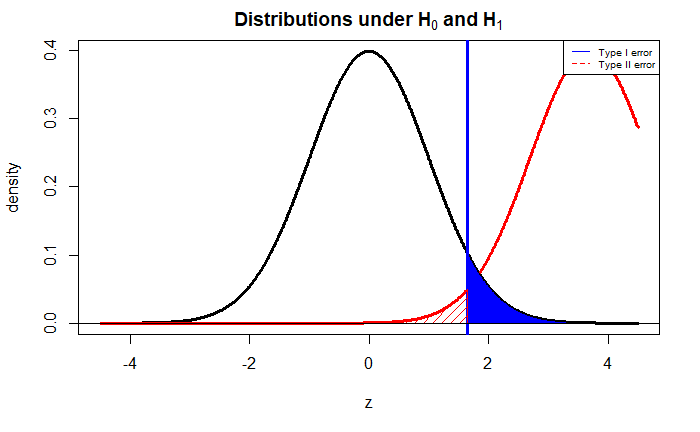 Distributions under H₀ and H₁
Type I error
Type II error
density
0.0 0.1 0.2 0.3 0.4
-4 -2 0 2 4
z